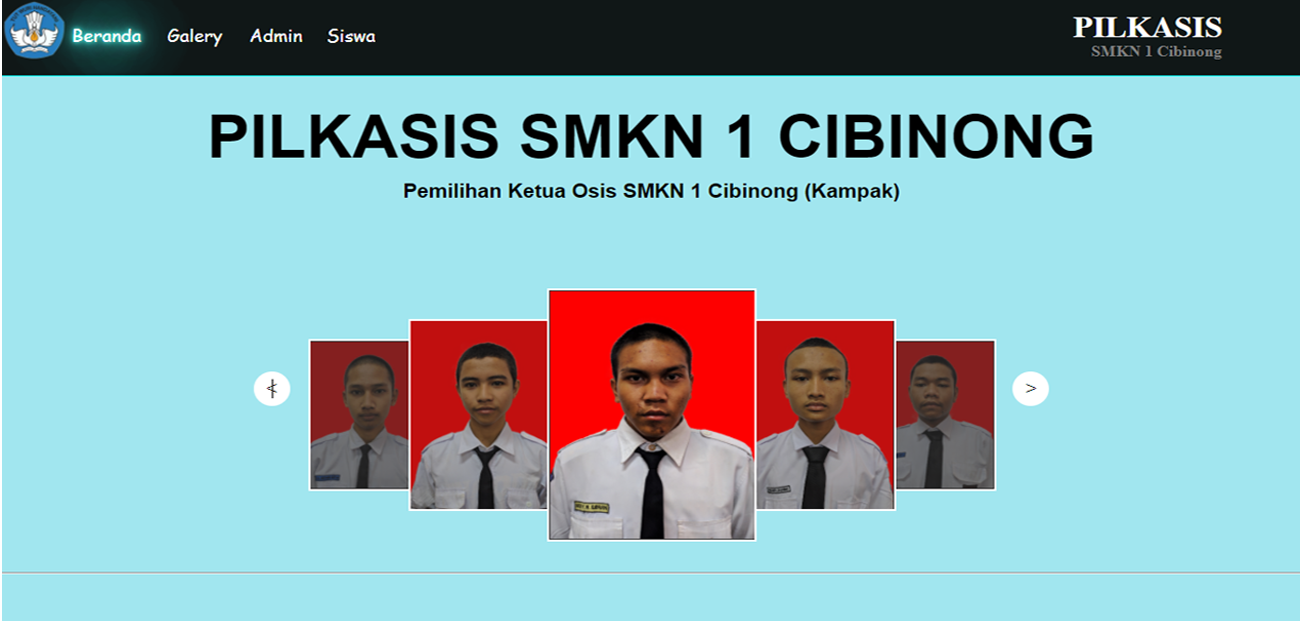 Beranda Galery Admin Siswa
PILKASIS
SMKN 1 Cibinong
PILKASIS SMKN 1 CIBINONG
Pemilihan Ketua Osis SMKN 1 Cibinong (Kampak)
>